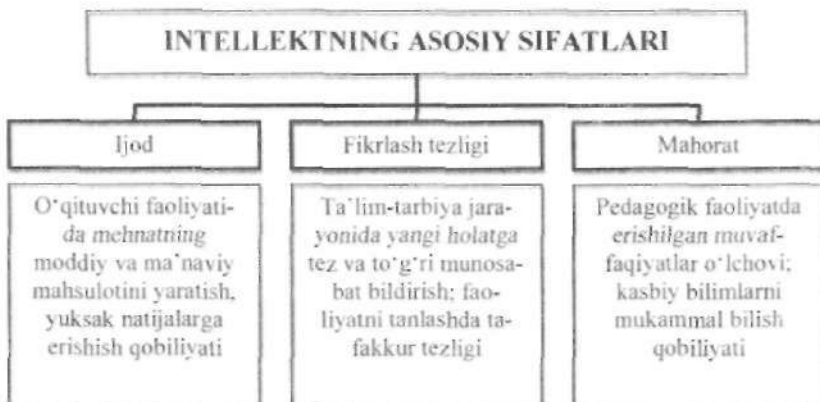 INTELLEKTNING ASOSIY SIFATLARI
Ijod
O‘qituvchi faoliyati-
da mehnatning
moddiy va ma’naviy
mahsulotini yaratish,
yuksak natijalarga
erishish qobiliyati
Fikrlash tezligi
Ta’lim-tarbiya jara-
yonida yangi holatga
tez va to‘g‘ri munosa-
bat bildirish; fao-
liyatni tanlashda ta-
fakkur tezligi
Mahorat
Pedagogik faoliyatda
erishilgan muvaf-
faqiyatlar o‘lchovi;
kasbiy bilimlarni
mukammal bilish
qobiliyati